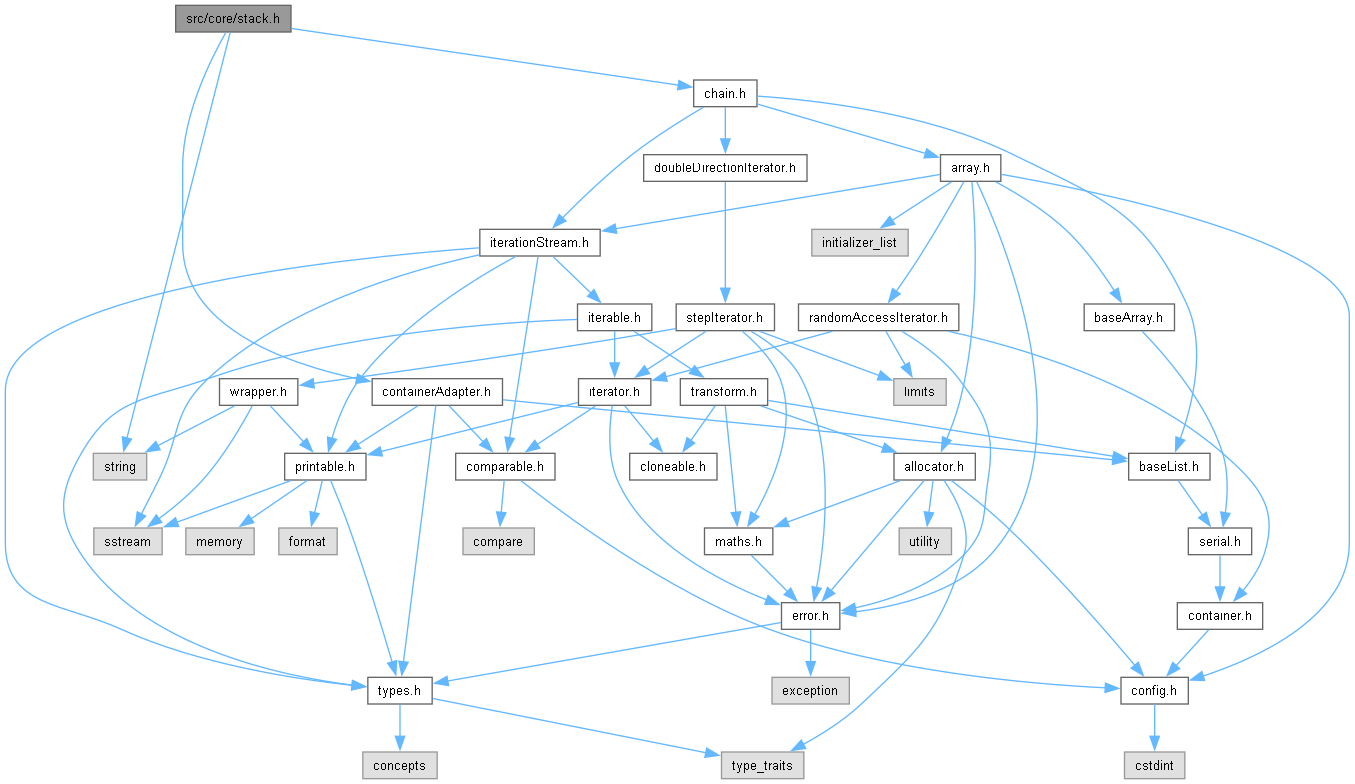 src/core/stack.h
chain.h
doubleDirectionIterator.h
array.h
iterationStream.h
initializer_list
iterable.h
stepIterator.h
randomAccessIterator.h
baseArray.h
wrapper.h
containerAdapter.h
iterator.h
transform.h
limits
string
printable.h
comparable.h
cloneable.h
allocator.h
baseList.h
sstream
memory
format
compare
maths.h
utility
serial.h
error.h
container.h
types.h
exception
config.h
concepts
type_traits
cstdint